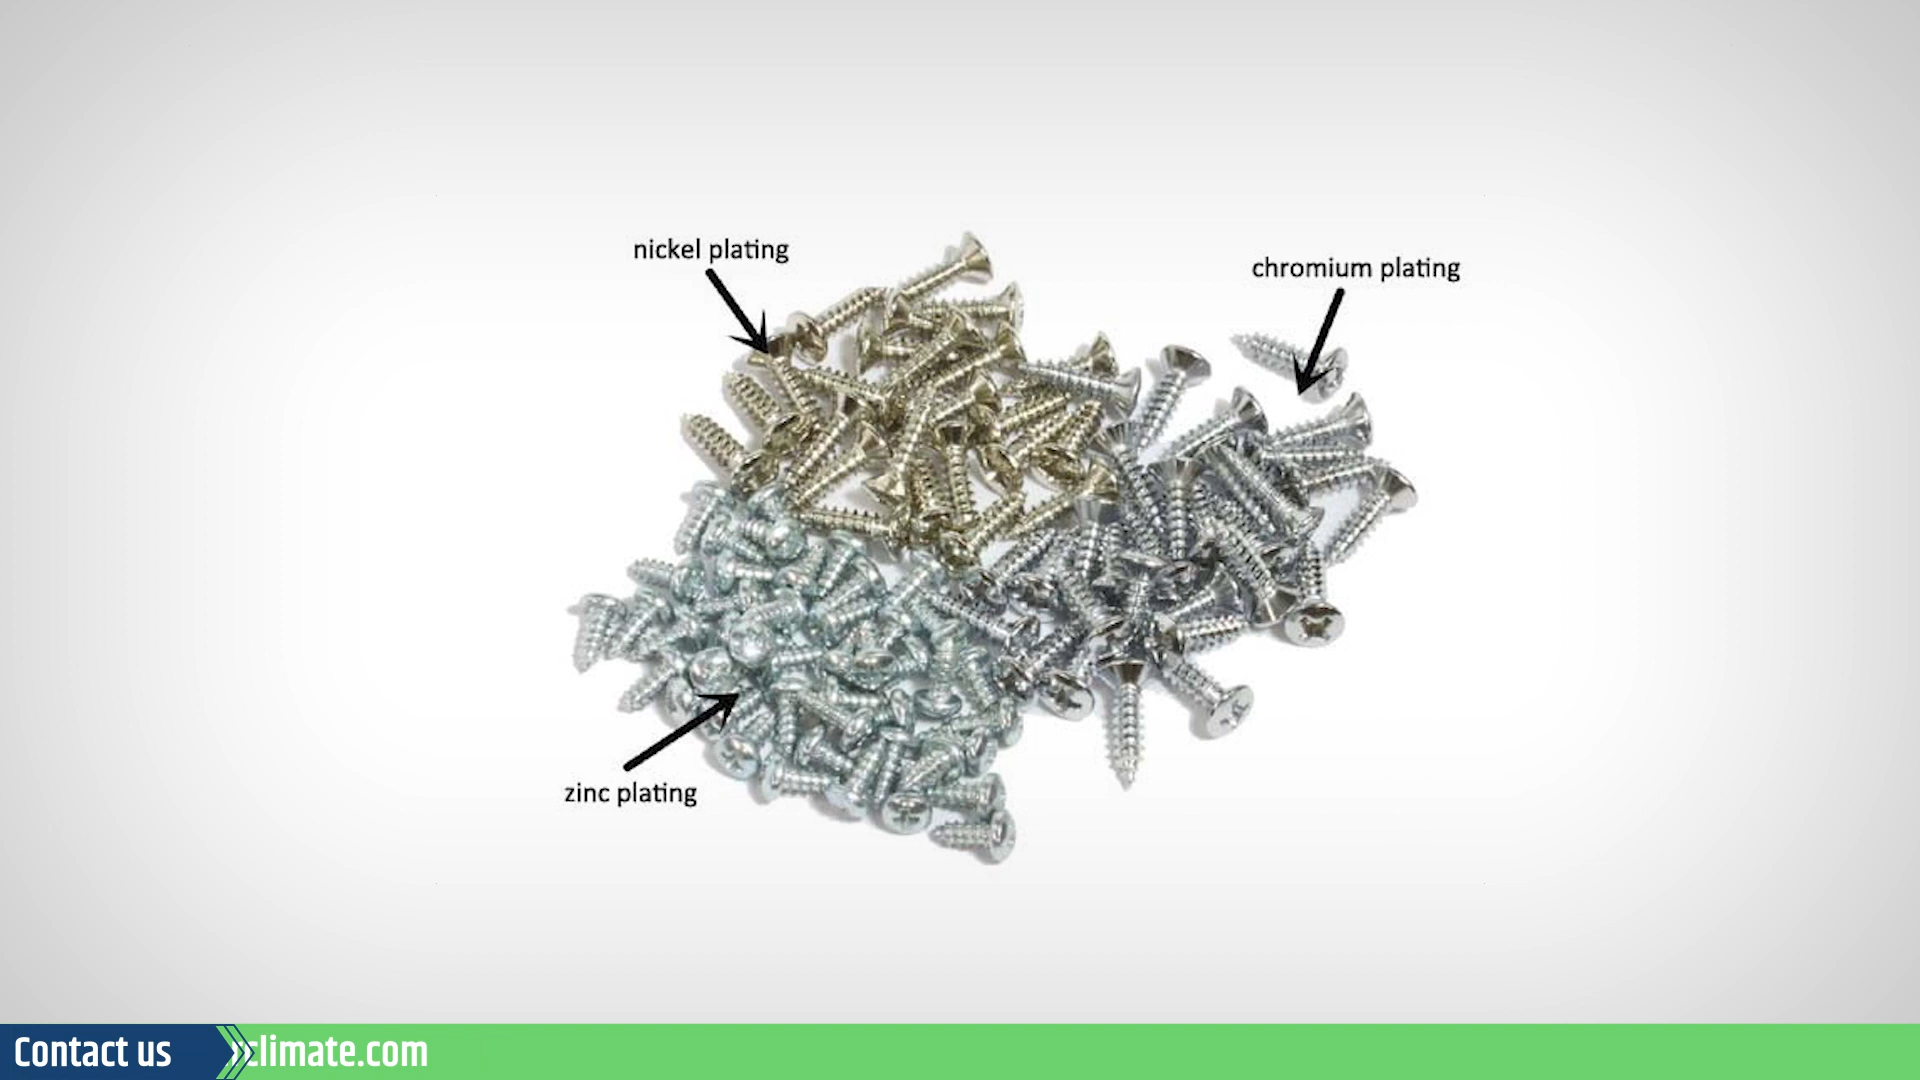 nickel plating
chromium plating
zinc plating
Contact us
climate.com